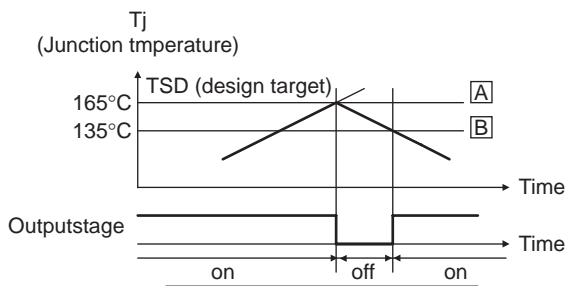 Tj
(Junction tmperature)
TSD (design target)
165°C
A
135°C
B
Time
Outputstage
Time
on
off
on